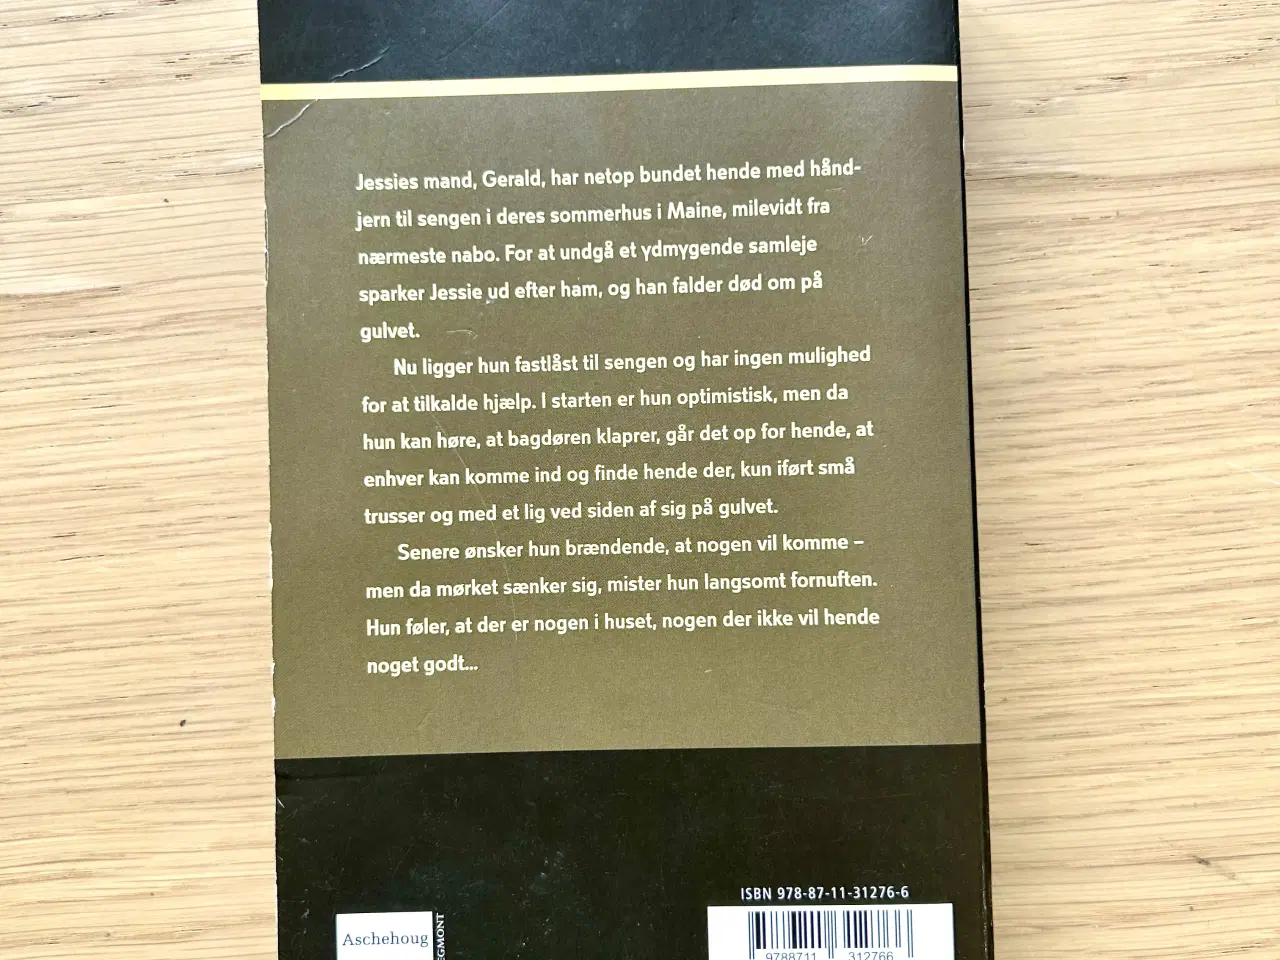 Jessies mand, Gerald, har netop bundet hende med hånd-
jern til sengen i deres sommerhus i Maine, milevidt fra
nærmeste nabo. For at undgå et ydmygende samleje
sparker Jessie ud efter ham, og han falder død om på
gulvet.
Nu ligger hun fastlåst til sengen og har ingen mulighed
for at tilkalde hjælp. I starten er hun optimistisk, men da
hun kan høre, at bagdøren klaprer, går det op for hende, at
enhver kan komme ind og finde hende der, kun iført små
trusser og med et lig ved siden af sig på gulvet.
Senere ønsker hun brændende, at nogen vil komme –
men da mørket sænker sig, mister hun langsomt fornuften.
Hun føler, at der er nogen i huset, nogen der ikke vil hende
noget godt...
ISBN 978-87-11-31276-6
Aschehoug
EGMONT
9788711 312766